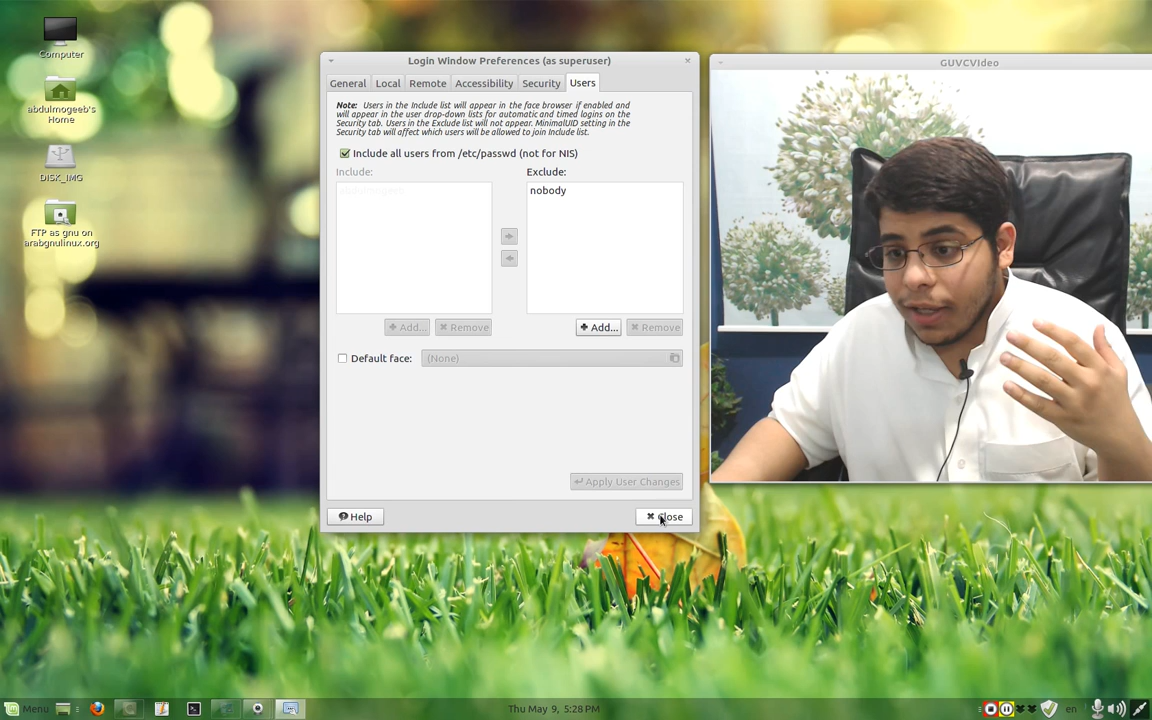 Computer
abdulmogeeb's
Home
DISK_IMG
FTP as gnu on
arabgnulinux.org
Login Window Preferences (as superuser)
General Local Remote Accessibility Security Users
Note: Users in the Include list will appear in the face browser if enabled and
will appear in the user drop-down lists for automatic and timed logins on the
Security tab. Users in the Exclude list will not appear. MinimalUID setting in the
Security tab will affect which users will be allowed to join Include list.
Include all users from /etc/passwd (not for NIS)
Include: Exclude:
nobody
Add... Remove Add... Remove
Default face: (None)
Apply User Changes
Help Close
GUVCVideo
Menu Thu May 9, 5:28 PM en